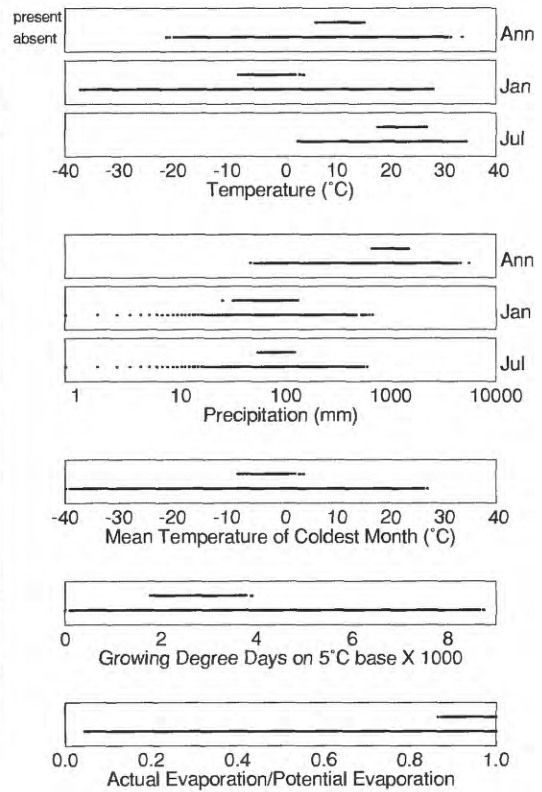 present
absent
Ann
Jan
Jul
-40 -20 -10 -10 0 10 20 30 40
Temperature (˚C)
Ann
Jan
Jul
1 10 100 1000 10000
Precipitation (mm)
-40 -30 -20 -10 0 10 20 30 40
Mean Temperature of Coldest Month (˚C)
0 2 4 6 8
Growing Degree Days on 5˚C base X 1000
0.0 0.2 0.4 0.6 0.8 1.0
Actual Evaporation/Potential Evaporation